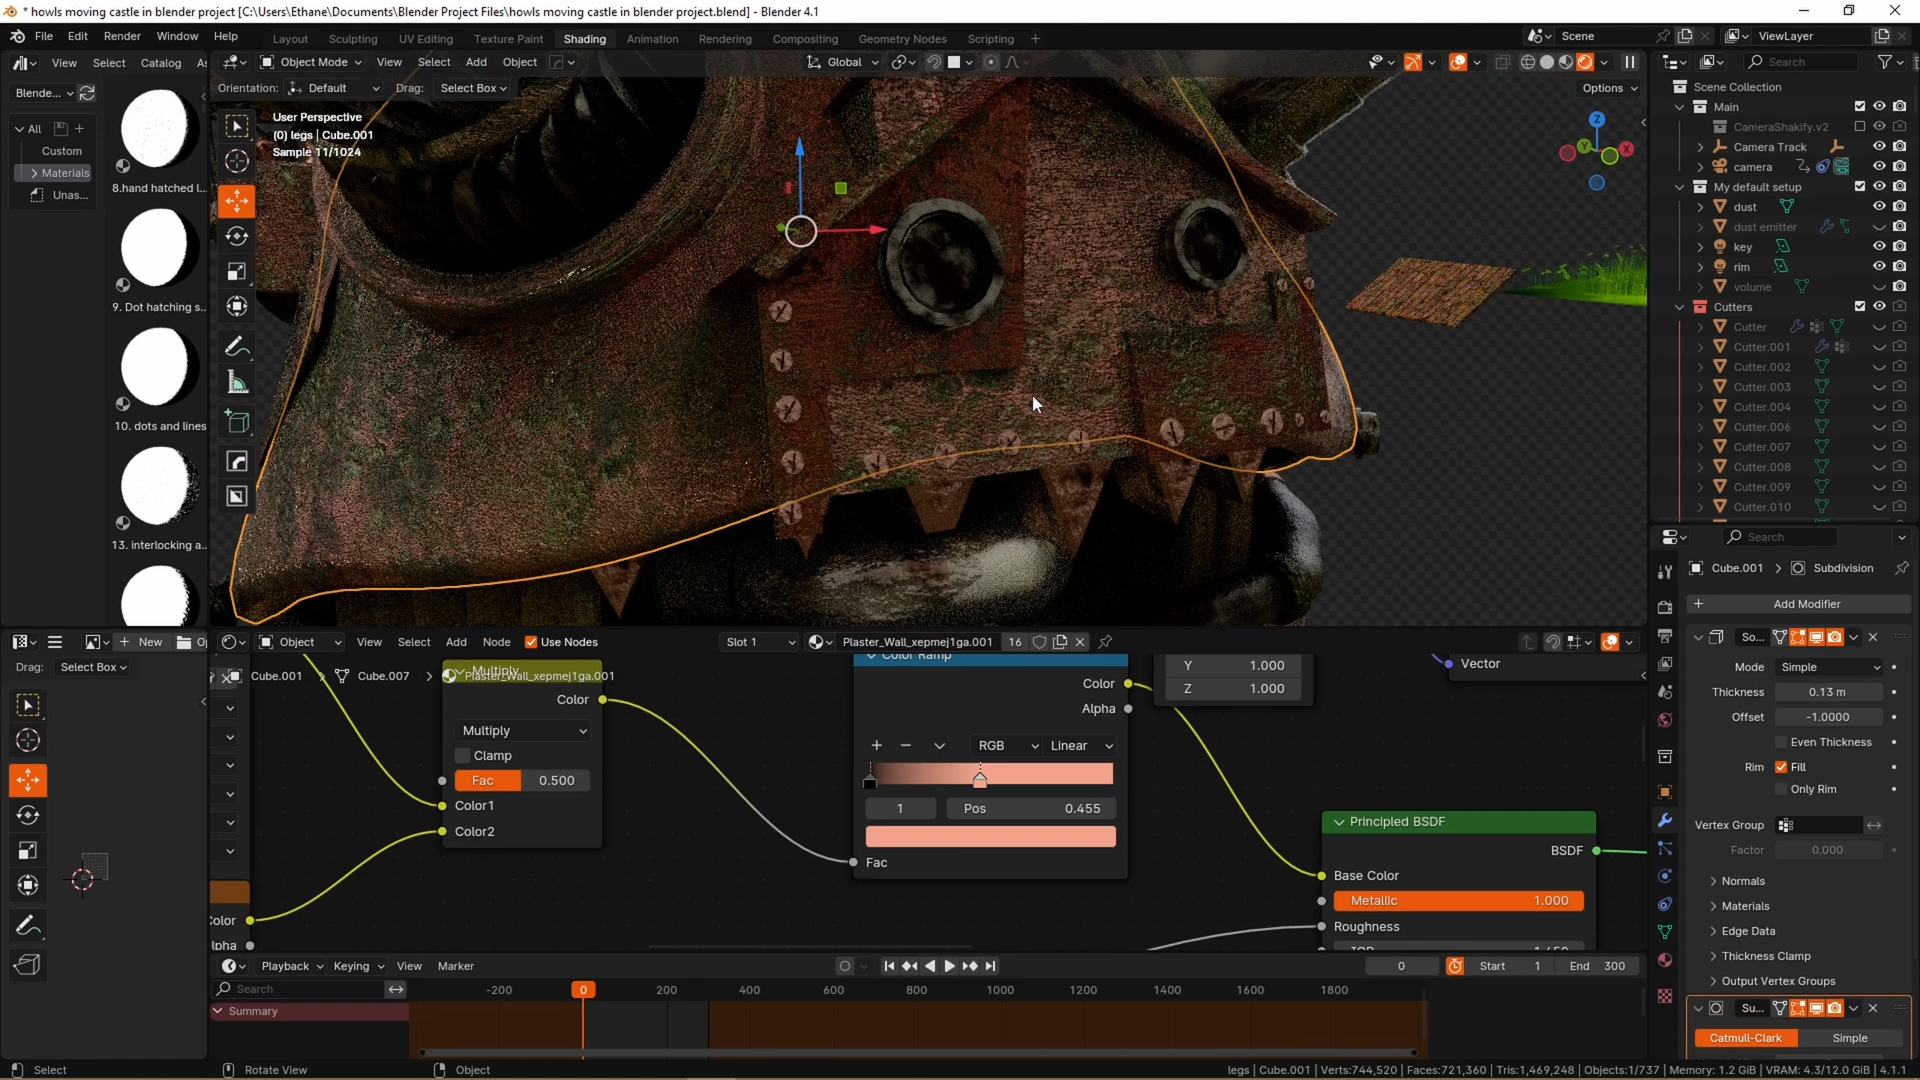 * howls moving castle in blender project [C:\Users\Ethane\Documents\Blender Project Files\howls moving castle in blender project.blend] - Blender 4.1
File Edit Render Window Help
Layout Sculpting UV Editing Texture Paint Shading Animation Rendering Compositing Geometry Nodes Scripting +
Scene ViewLayer
View Select Catalog As
Object Mode View Select Add Object Global
Search
Blende...
Orientation: Default Drag: Select Box Options
All
Custom
Materials
Unas...
8.hand hatched l...
9. Dot hatching s...
10. dots and lines
13. interlocking a...
User Perspective
(0) legs | Cube.001
Sample 11/1024
Z
Y
X
Scene Collection
Main
CameraShakify.v2
Camera Track
camera
My default setup
dust
dust emitter
key
rim
volume
Cutters
Cutter
Cutter.001
Cutter.002
Cutter.003
Cutter.004
Cutter.006
Cutter.007
Cutter.008
Cutter.009
Cutter.010
Search
Cube.001 > Subdivision
Add Modifier
So...
Mode Simple
Thickness 0.13 m
Offset -1.0000
Even Thickness
Rim Fill
Only Rim
Vertex Group
Factor 0.000
Normals
Materials
Edge Data
Thickness Clamp
Output Vertex Groups
Su...
Catmull-Clark Simple
New Op
Drag: Select Box
Object View Select Add Node Use Nodes Slot 1 Plaster_Wall_xepmej1ga.001 16
Cube.001 > Cube.007 > Plaster_Wall_xepmej1ga.001
Multiply
Color
Multiply
Clamp
Fac 0.500
Color1
Color2
Color
lpha
Color Ramp
Color
Alpha
RGB Linear
1 Pos 0.455
Fac
Y 1.000
Z 1.000
Vector
Principled BSDF
BSDF
Base Color
Metallic 1.000
Roughness
IOR 1.450
Playback Keying View Marker
0 Start 1 End 300
Search
-200 0 200 400 600 800 1000 1200 1400 1600 1800
Summary
Select Rotate View Object
legs | Cube.001 | Verts:744,520 | Faces:721,360 | Tris:1,469,248 | Objects:1/737 | Memory: 1.2 GiB | VRAM: 4.3/12.0 GiB | 4.1.1